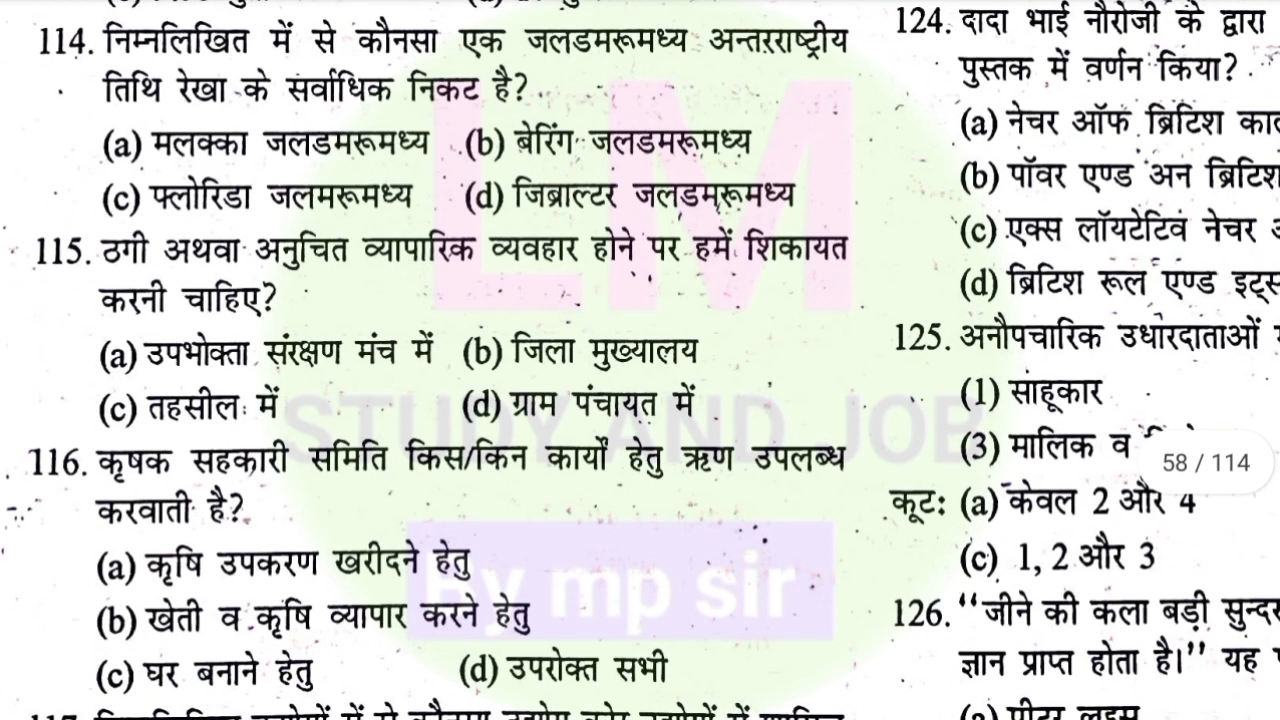 114. निम्नलिखित में से कौनसा एक जलडमरूमध्य अन्तरराष्ट्रीय
तिथि रेखा के सर्वाधिक निकट है?
(a) मलक्का जलडमरूमध्य (b) बेरिंग जलडमरूमध्य
(c) फ्लोरिडा जलमरूमध्य (d) जिब्राल्टर जलडमरूमध्य
115. ठगी अथवा अनुचित व्यापारिक व्यवहार होने पर हमें शिकायत
करनी चाहिए?
(a) उपभोक्ता संरक्षण मंच में (b) जिला मुख्यालय
(c) तहसील में (d) ग्राम पंचायत में
116. कृषक सहकारी समिति किस/किन कार्यों हेतु ऋण उपलब्ध
करवाती है?
(a) कृषि उपकरण खरीदने हेतु
(b) खेती व कृषि व्यापार करने हेतु
(c) घर बनाने हेतु (d) उपरोक्त सभी
124. दादा भाई नौरोजी के द्वारा
पुस्तक में वर्णन किया?
(a) नेचर ऑफ ब्रिटिश
(b) पॉवर एण्ड अन ब्रिटिश
(c) एक्स लॉयटेटिव नेचर
(d) ब्रिटिश रूल एण्ड इट्स
125. अनौपचारिक उधारदाताओं
(1) साहूकार
(3) मालिक व
कूट: (a) केवल 2 और 4
(c) 1, 2 और 3
126. “जीने की कला बड़ी सुन्दर
ज्ञान प्राप्त होता है।” यह
LM
STUDY AND JOB
By mp sir
58 / 114